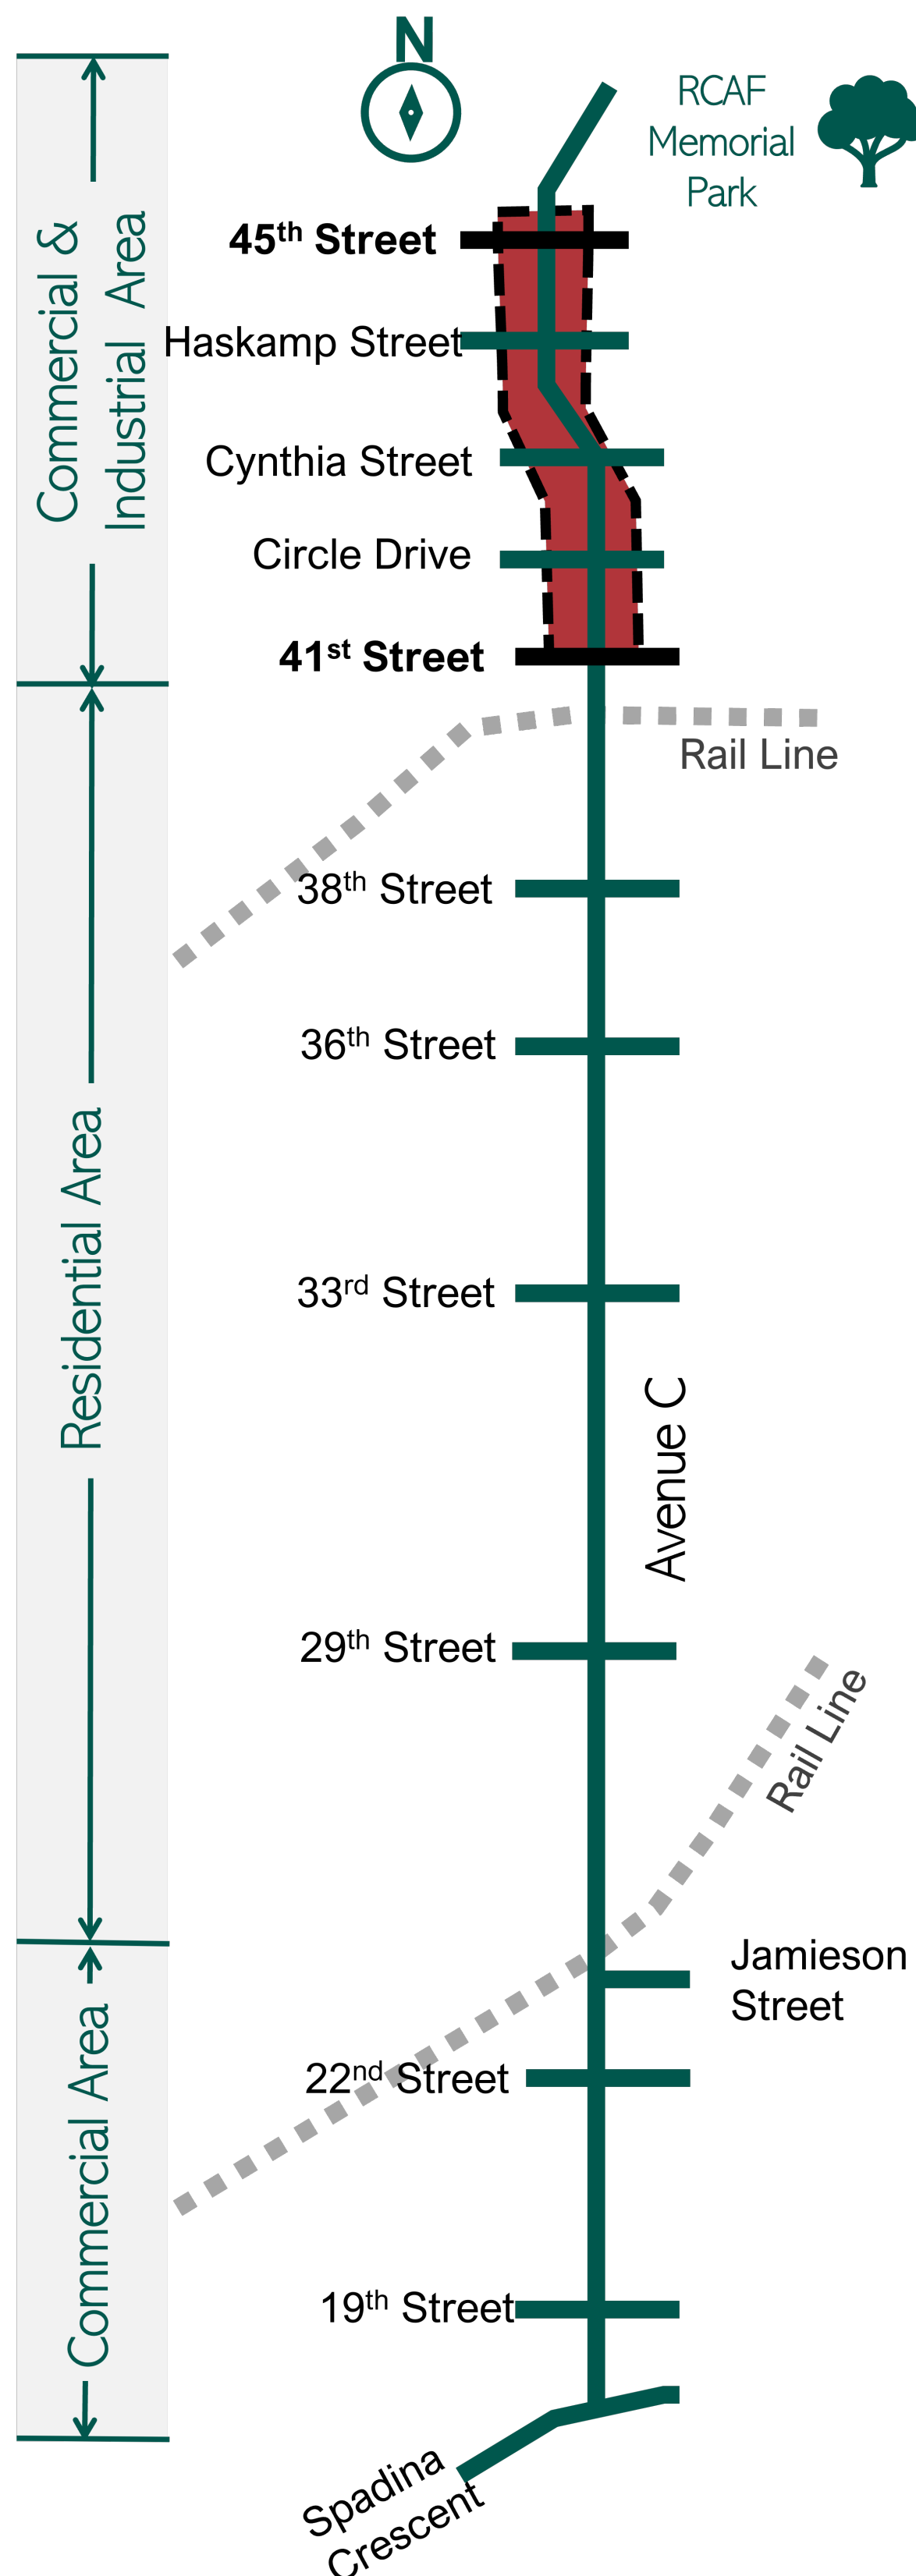 N
RCAF
Memorial
Park
45th Street
Haskamp Street
Cynthia Street
Circle Drive
41st Street
Rail Line
38th Street
36th Street
33rd Street
Avenue C
29th Street
Rail Line
Jamieson
Street
22nd Street
19th Street
Spadina
Crescent
Commercial &
Industrial Area
Residential Area
Commercial Area